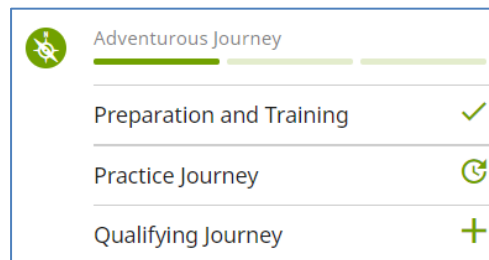 Adventurous Journey
Preparation and Training
Practice Journey
Qualifying Journey